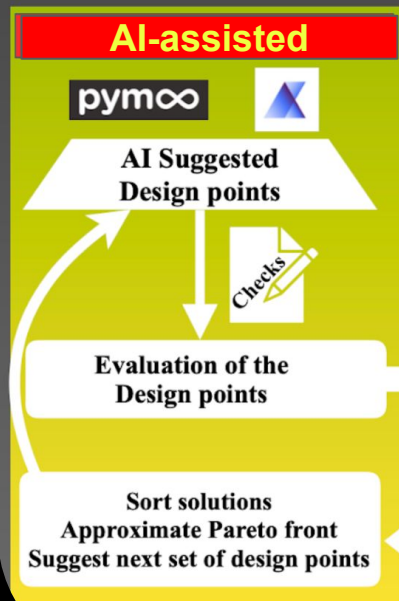 AI-assisted
pymoo
AI Suggested
Design points
Checks
Evaluation of the
Design points
Sort solutions
Approximate Pareto front
Suggest next set of design points